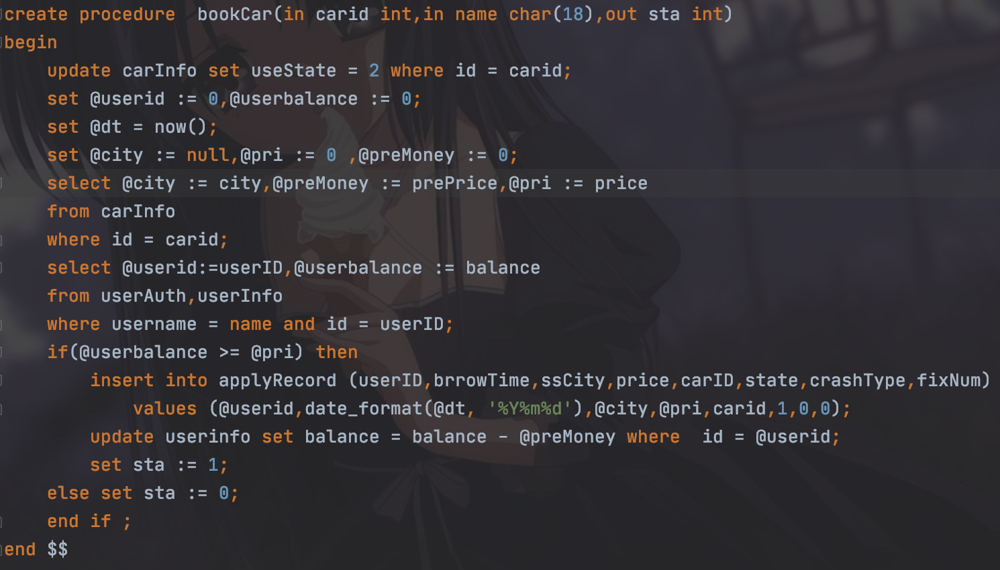 create procedure  bookCar(in carid int,in name char(18),out sta int)
begin
    update carInfo set useState = 2 where id = carid;
    set @userid := 0,@userbalance := 0;
    set @dt = now();
    set @city := null,@pri := 0 ,@preMoney := 0;
    select @city := city,@preMoney := prePrice,@pri := price
    from carInfo
    where id = carid;
    select @userid:=userID,@userbalance := balance
    from userAuth,userInfo
    where username = name and id = userID;
    if(@userbalance >= @pri) then
        insert into applyRecord (userID,brrowTime,ssCity,price,carID,state,crashType,fixNum)
            values (@userid,date_format(@dt, '%Y%m%d'),@city,@pri,carid,1,0,0);
        update userinfo set balance = balance - @preMoney where  id = @userid;
        set sta := 1;
    else set sta := 0;
    end if ;
end $$